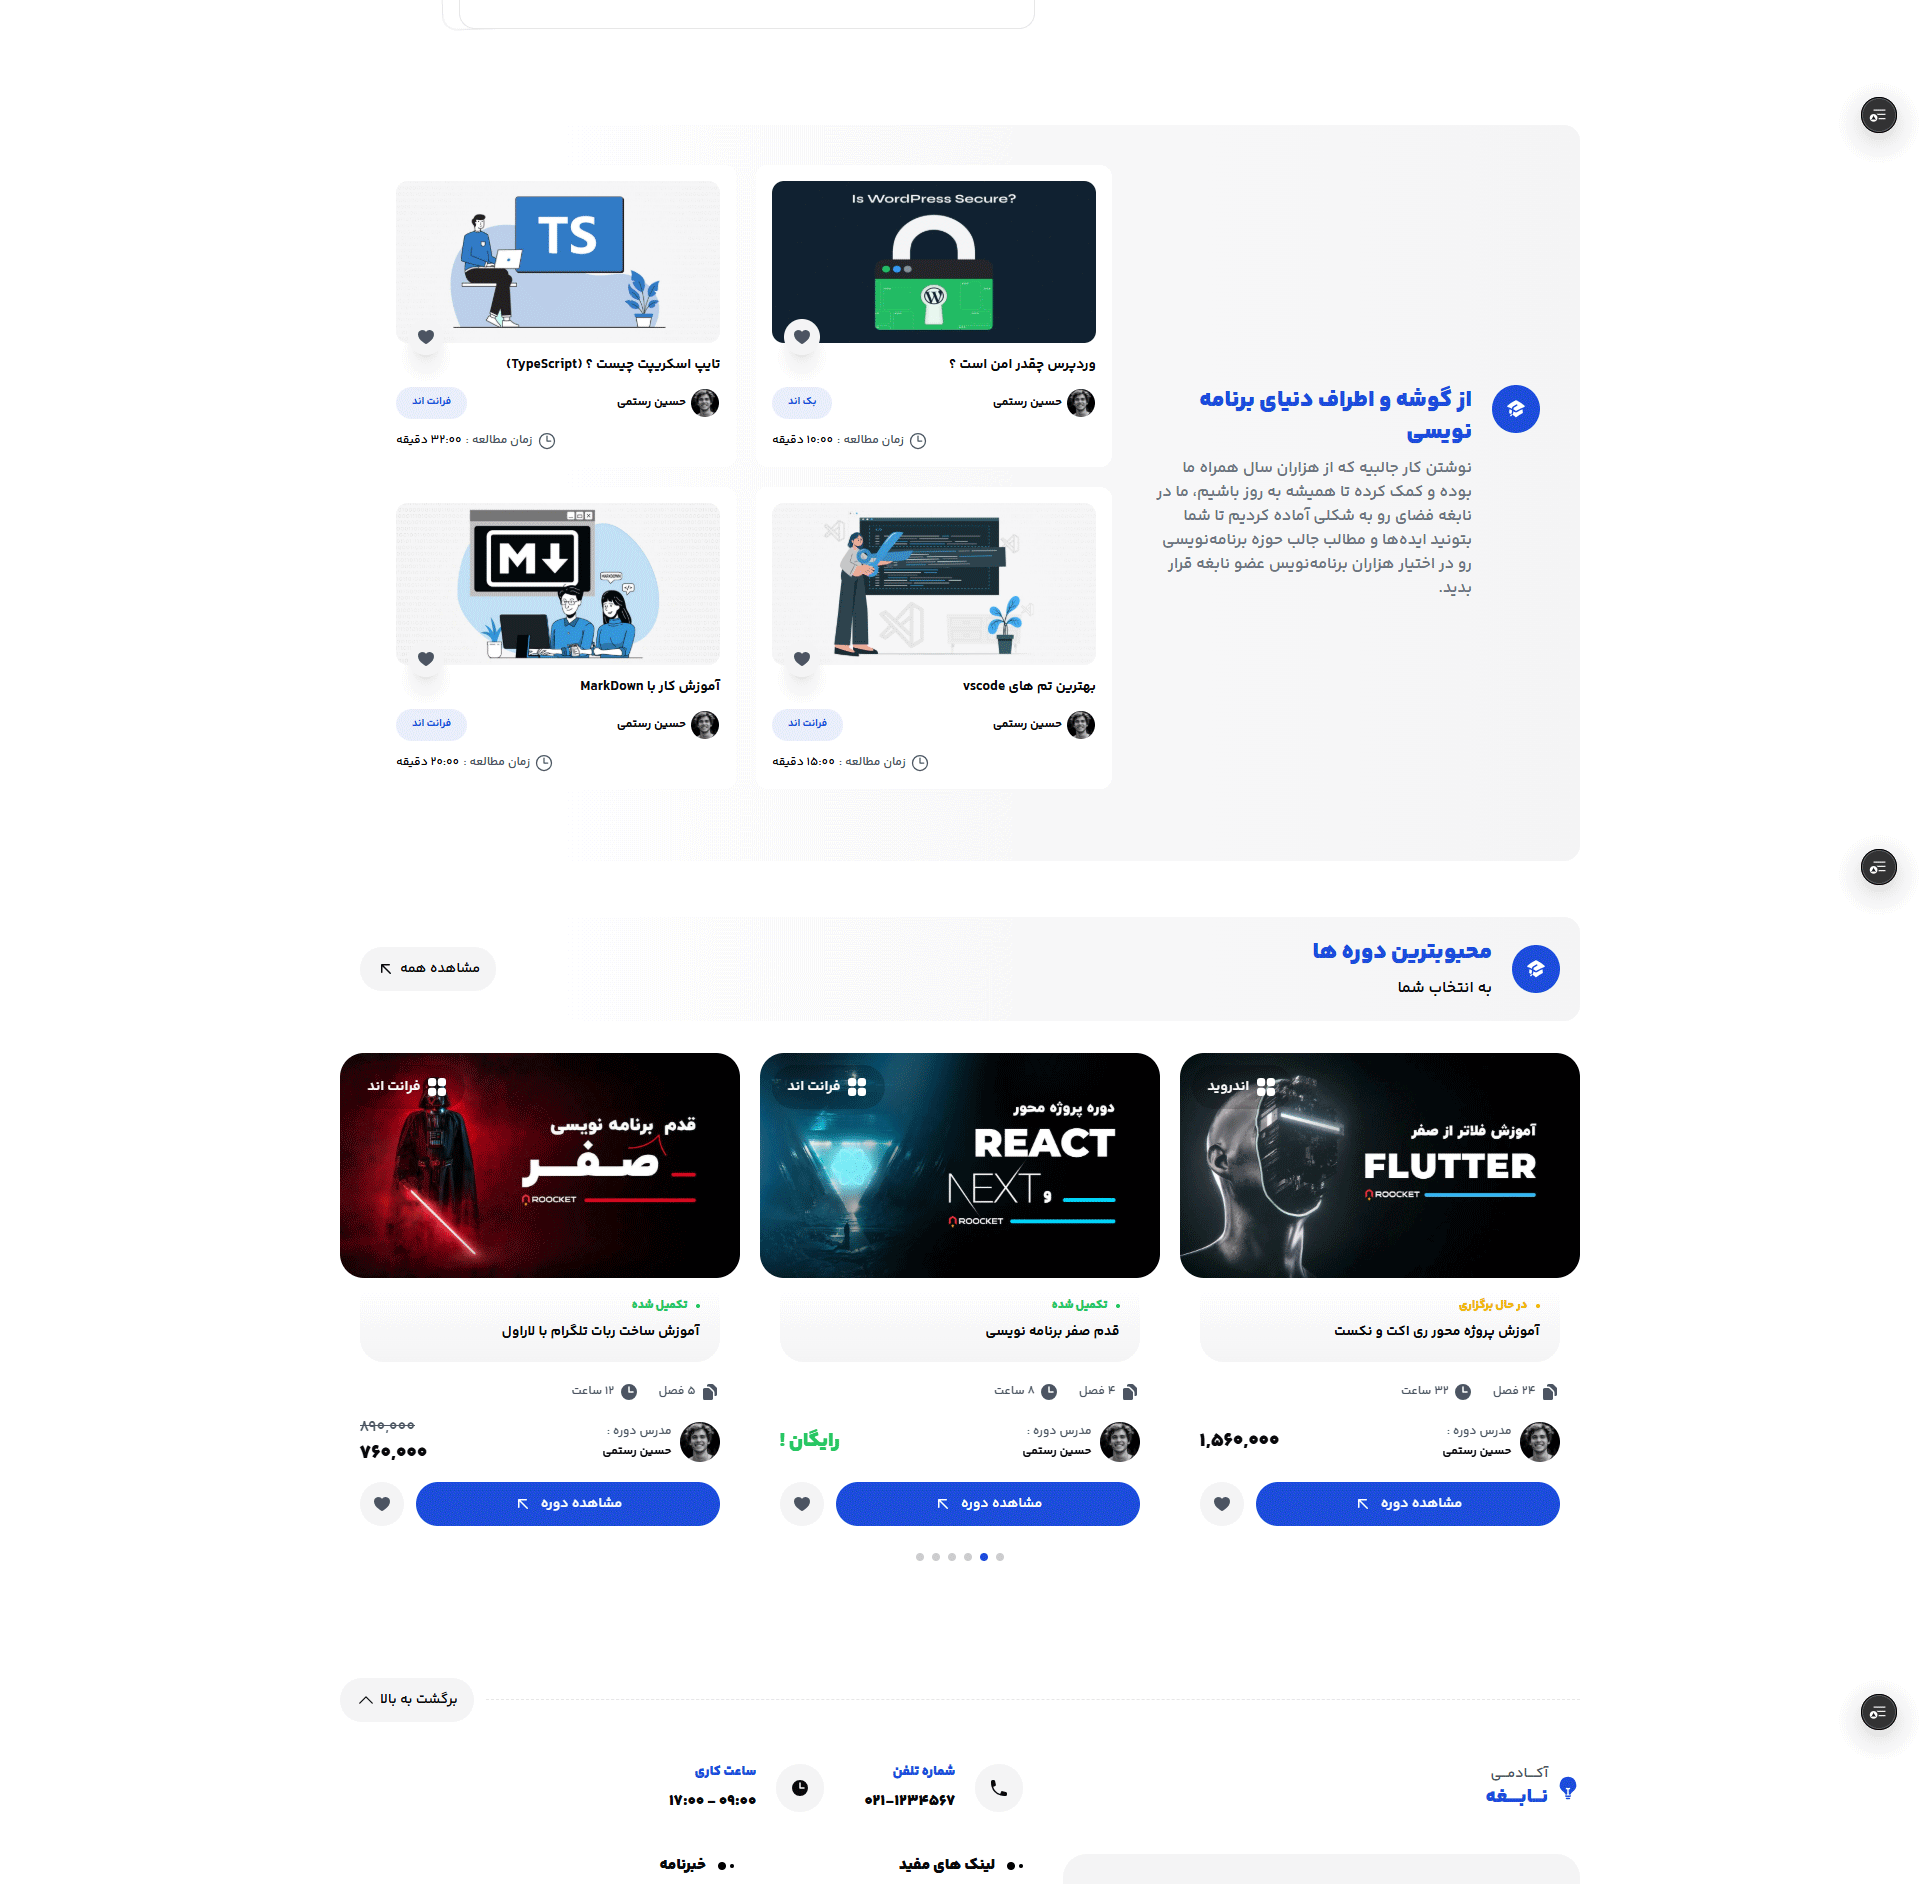 از گوشه و اطراف دنیای برنامه
نویسی
نوشتن کار جالبیه که از هزاران سال همراه ما
بوده و کمک کرده تا همیشه به روز باشیم، ما در
نابغه فضای رو به شکلی آماده کردیم تا شما
بتونید ایده‌ها و مطالب جالب حوزه برنامه‌نویسی
رو در اختیار هزاران برنامه‌نویس عضو نابغه قرار
بدید.
Is WordPress Secure?
وردپرس چقدر امن است ؟
حسین رستمی
بک اند
زمان مطالعه : ۱۰:۰۰ دقیقه
TS
تایپ اسکریپت چیست ؟ (TypeScript)
حسین رستمی
فرانت اند
زمان مطالعه : ۳۲:۰۰ دقیقه
بهترین تم های vscode
حسین رستمی
فرانت اند
زمان مطالعه : ۱۵:۰۰ دقیقه
M
MARKDOWN
آموزش کار با MarkDown
حسین رستمی
فرانت اند
زمان مطالعه : ۲۰:۰۰ دقیقه
محبوبترین دوره ها
به انتخاب شما
مشاهده همه
اندروید
آموزش فلاتر از صفر
FLUTTER
ROOCKET
در حال برگزاری
آموزش پروژه محور ری اکت و نکست
۲۴ فصل
۳۲ ساعت
مدرس دوره :
حسین رستمی
۱,۵۶۰,۰۰۰
مشاهده دوره
فرانت اند
دوره پروژه محور
REACT
و NEXT
ROOCKET
تکمیل شده
قدم صفر برنامه نویسی
۴ فصل
۸ ساعت
مدرس دوره :
حسین رستمی
رایگان !
مشاهده دوره
فرانت اند
قدم برنامه نویسی
صـفـــر
ROOCKET
تکمیل شده
آموزش ساخت ربات تلگرام با لاراول
۵ فصل
۱۲ ساعت
مدرس دوره :
حسین رستمی
۸۹۰,۰۰۰
۷۶۰,۰۰۰
مشاهده دوره
برگشت به بالا
آکـــادمــی
نـــابـــغه
شماره تلفن
۰۲۱-۱۲۳۴۵۶۷
ساعت کاری
۰۹:۰۰ - ۱۷:۰۰
لینک های مفید
خبرنامه